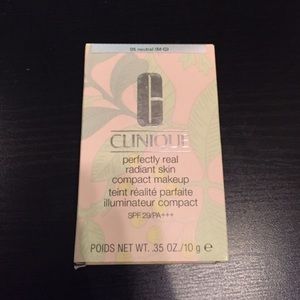 05 neutral (M-G)
CLINIQUE
perfectly real
radiant skin
compact makeup
teint réalité parfaite
illuminateur compact
SPF 29/PA+++
POIDS NET WT. .35 OZ./10 g ℮